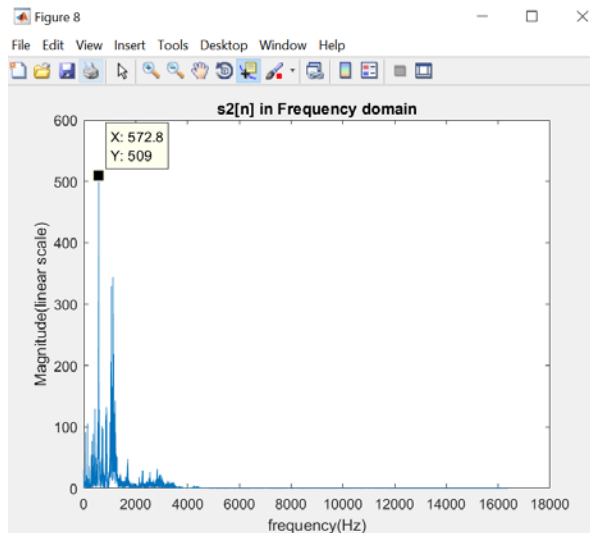 Figure 8
File Edit View Insert Tools Desktop Window Help
s2[n] in Frequency domain
600
X: 572.8
Y: 509
500
400
300
200
100
0
Magnitude(linear scale)
0 2000 4000 6000 8000 10000 12000 14000 16000 18000
frequency(Hz)